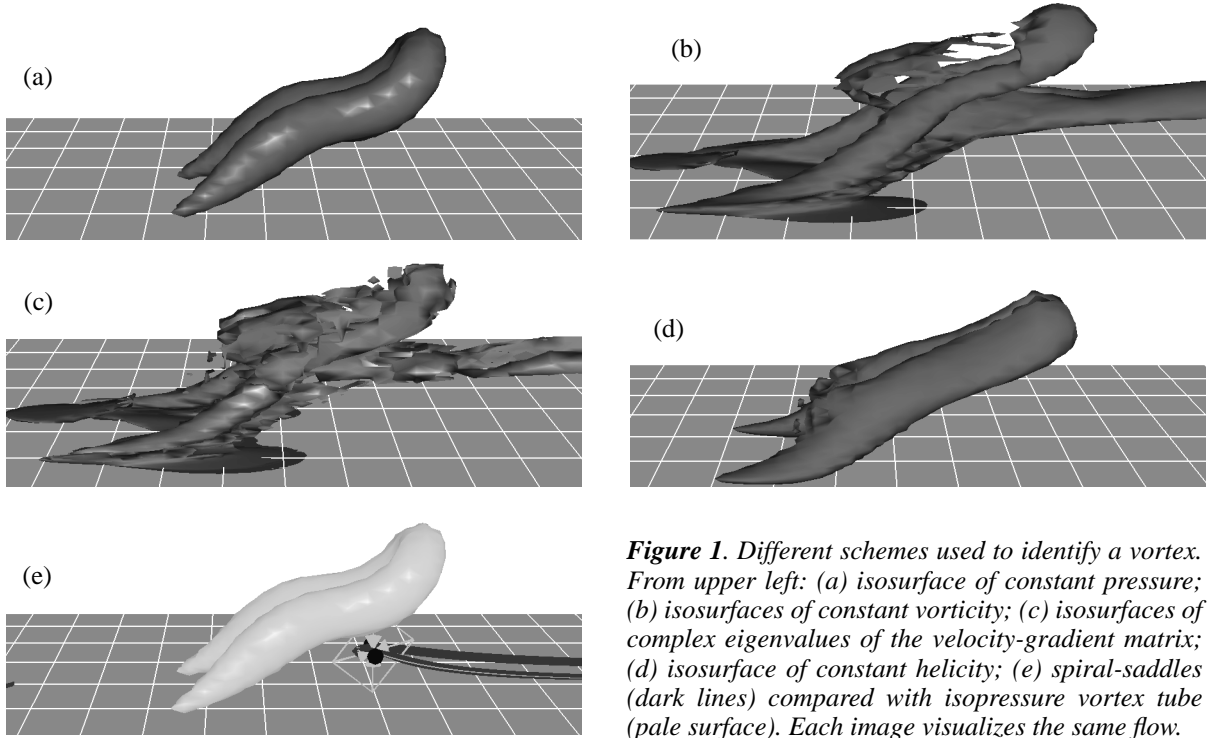 (a)
(b)
(c)
(d)
(e)
Figure 1. Different schemes used to identify a vortex.
From upper left: (a) isosurface of constant pressure;
(b) isosurfaces of constant vorticity; (c) isosurfaces of
complex eigenvalues of the velocity-gradient matrix;
(d) isosurface of constant helicity; (e) spiral-saddles
(dark lines) compared with isopressure vortex tube
(pale surface). Each image visualizes the same flow.